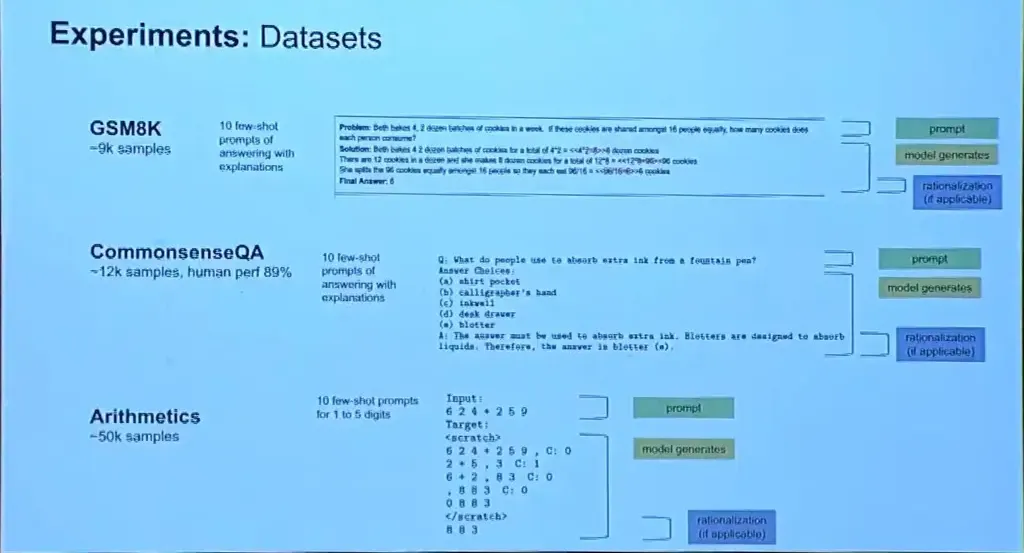 Experiments: Datasets
GSM8K
~9k samples
10 few-shot
prompts of
answering with
explanations
Problem: Beth bakes 4, 2 dozen batches of cookies in a week. If these cookies are shared amongst 16 people equally, how many cookies does
each person consume?
Solution: Beth bakes 4 2 dozen batches of cookies for a total of 4*2 = <<4*2=8>>8 dozen cookies
There are 12 cookies in a dozen and she makes 8 dozen cookies for a total of 12*8 = <<12*8=96>>96 cookies
She splits the 96 cookies equally amongst 16 people so they each eat 96/16 = <<96/16=6>>6 cookies
Final Answer: 6
prompt
model generates
rationalization
(if applicable)
CommonsenseQA
~12k samples, human perf 89%
10 few-shot
prompts of
answering with
explanations
Q: What do people use to absorb extra ink from a fountain pen?
Answer Choices:
(a) shirt pocket
(b) calligrapher's hand
(c) inkwell
(d) desk drawer
(e) blotter
A: The answer must be used to absorb extra ink. Blotters are designed to absorb
liquids. Therefore, the answer is blotter (e).
prompt
model generates
rationalization
(if applicable)
Arithmetics
~50k samples
10 few-shot prompts
for 1 to 5 digits
Input:
6 2 4 + 2 5 9
Target:
<scratch>
6 2 4 + 2 5 9 , C: 0
2 + 5 , 3 C: 1
6 + 2 , 8 3 C: 0
, 8 8 3 C: 0
0 8 8 3
</scratch>
8 8 3
prompt
model generates
rationalization
(if applicable)